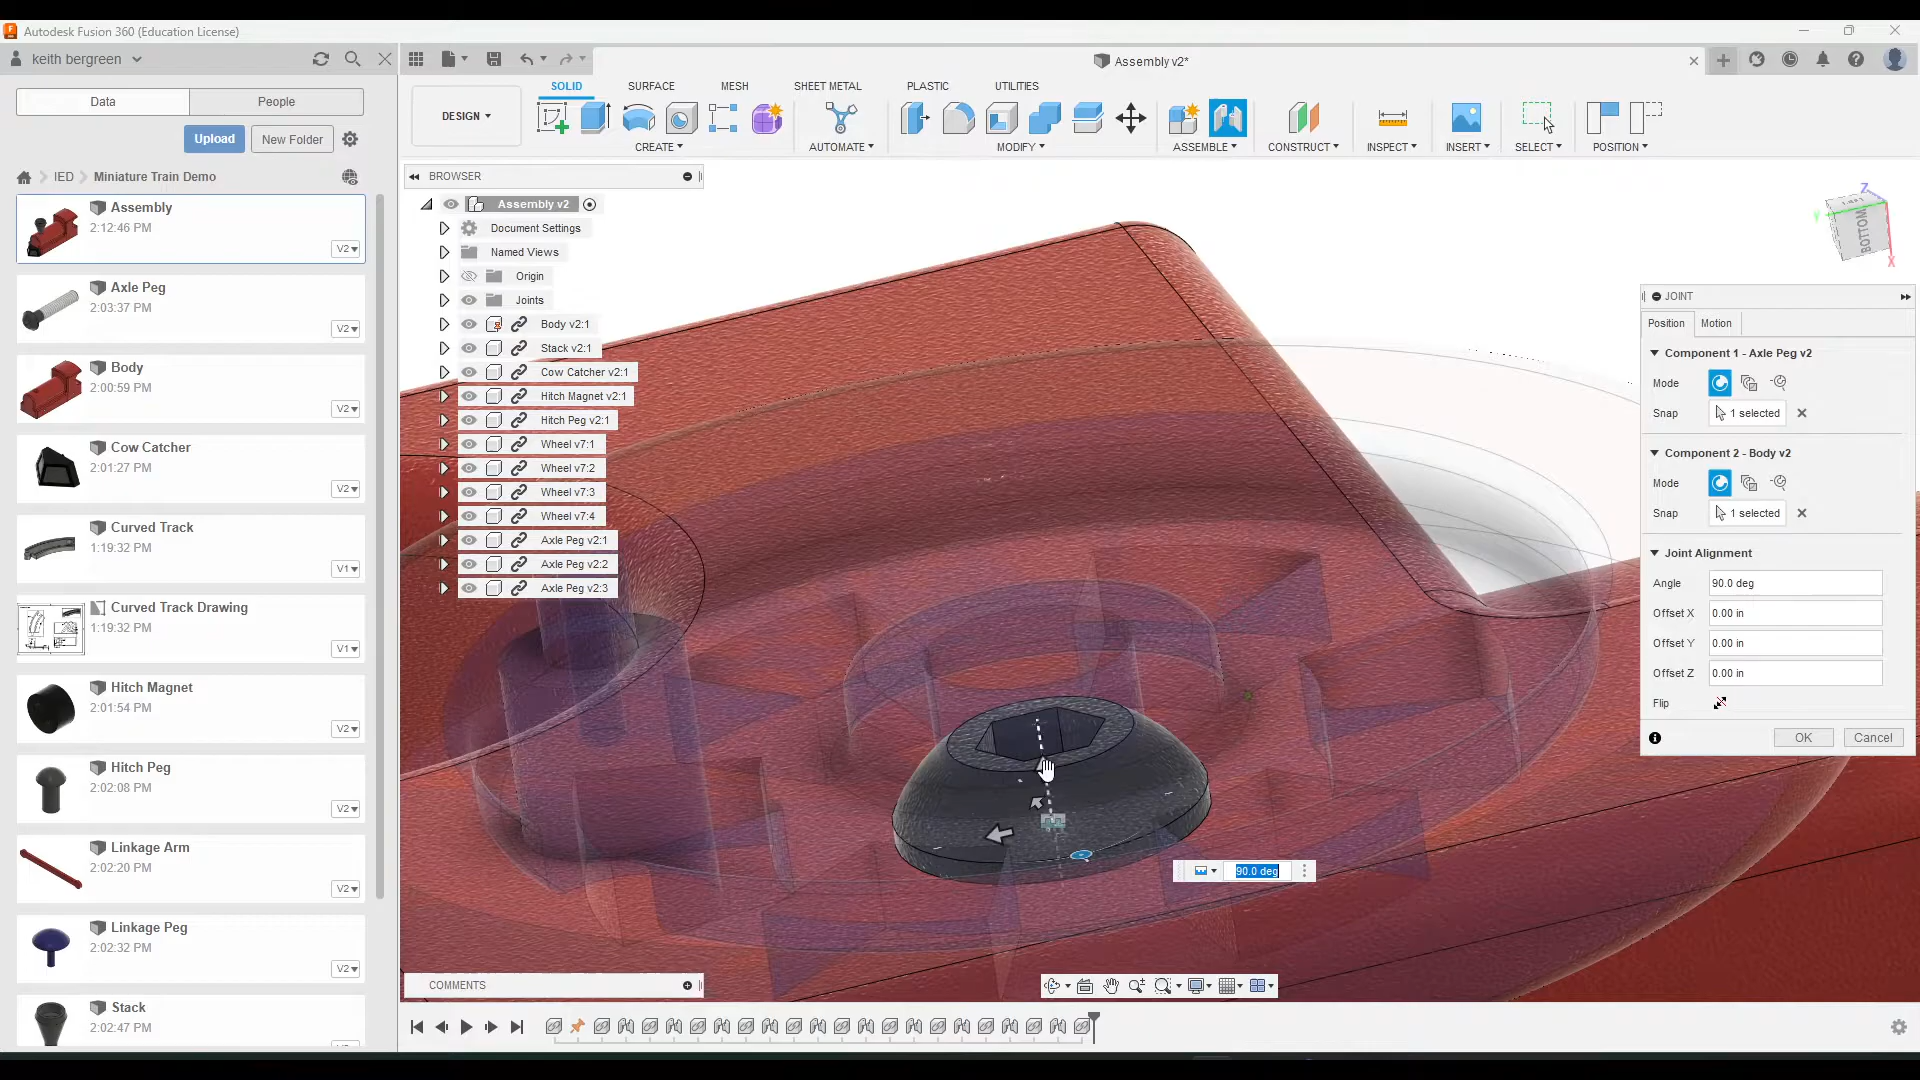 Autodesk Fusion 360 (Education License)
keith bergreen
Assembly v2*
Data
People
Upload
New Folder
IED
Miniature Train Demo
Assembly
2:12:46 PM
V2
Axle Peg
2:03:37 PM
V2
Body
2:00:59 PM
V2
Cow Catcher
2:01:27 PM
V2
Curved Track
1:19:32 PM
V1
Curved Track Drawing
1:19:32 PM
V1
Hitch Magnet
2:01:54 PM
V2
Hitch Peg
2:02:08 PM
V2
Linkage Arm
2:02:20 PM
V2
Linkage Peg
2:02:32 PM
V2
Stack
2:02:47 PM
DESIGN
SOLID
SURFACE
MESH
SHEET METAL
PLASTIC
UTILITIES
CREATE
AUTOMATE
MODIFY
ASSEMBLE
CONSTRUCT
INSPECT
INSERT
SELECT
POSITION
BROWSER
Assembly v2
Document Settings
Named Views
Origin
Joints
Body v2:1
Stack v2:1
Cow Catcher v2:1
Hitch Magnet v2:1
Hitch Peg v2:1
Wheel v7:1
Wheel v7:2
Wheel v7:3
Wheel v7:4
Axle Peg v2:1
Axle Peg v2:2
Axle Peg v2:3
Z
Y
X
BOTTOM
JOINT
Position
Motion
Component 1 - Axle Peg v2
Mode
Snap
1 selected
Component 2 - Body v2
Mode
Snap
1 selected
Joint Alignment
Angle
90.0 deg
Offset X
0.00 in
Offset Y
0.00 in
Offset Z
0.00 in
Flip
OK
Cancel
90.0 deg
COMMENTS